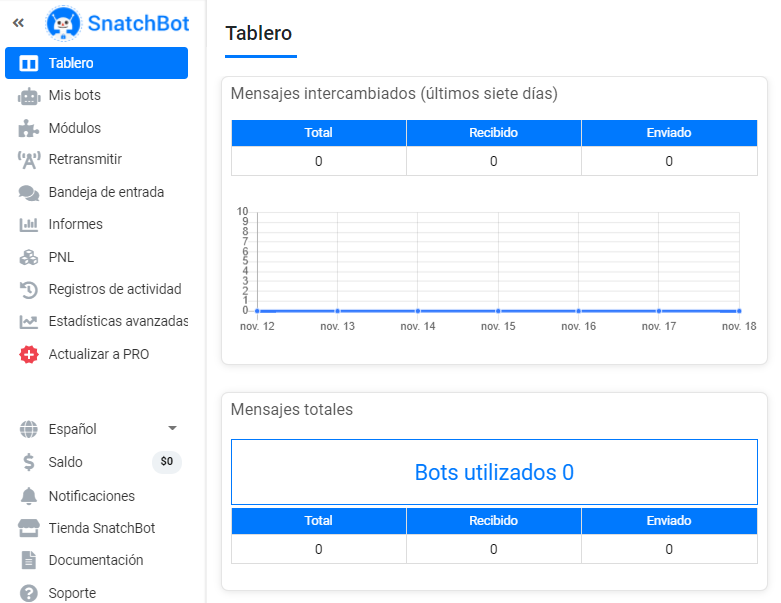 SnatchBot
Tablero
Mis bots
Módulos
Retransmitir
Bandeja de entrada
Informes
PNL
Registros de actividad
Estadísticas avanzadas
Actualizar a PRO
Español
Saldo $0
Notificaciones
Tienda SnatchBot
Documentación
Soporte
Tablero
Mensajes intercambiados (últimos siete días)
Total Recibido Enviado
0 0 0
10
9
8
7
6
5
4
3
2
1
0
nov. 12 nov. 13 nov. 14 nov. 15 nov. 16 nov. 17 nov. 18
Mensajes totales
Bots utilizados 0
Total Recibido Enviado
0 0 0